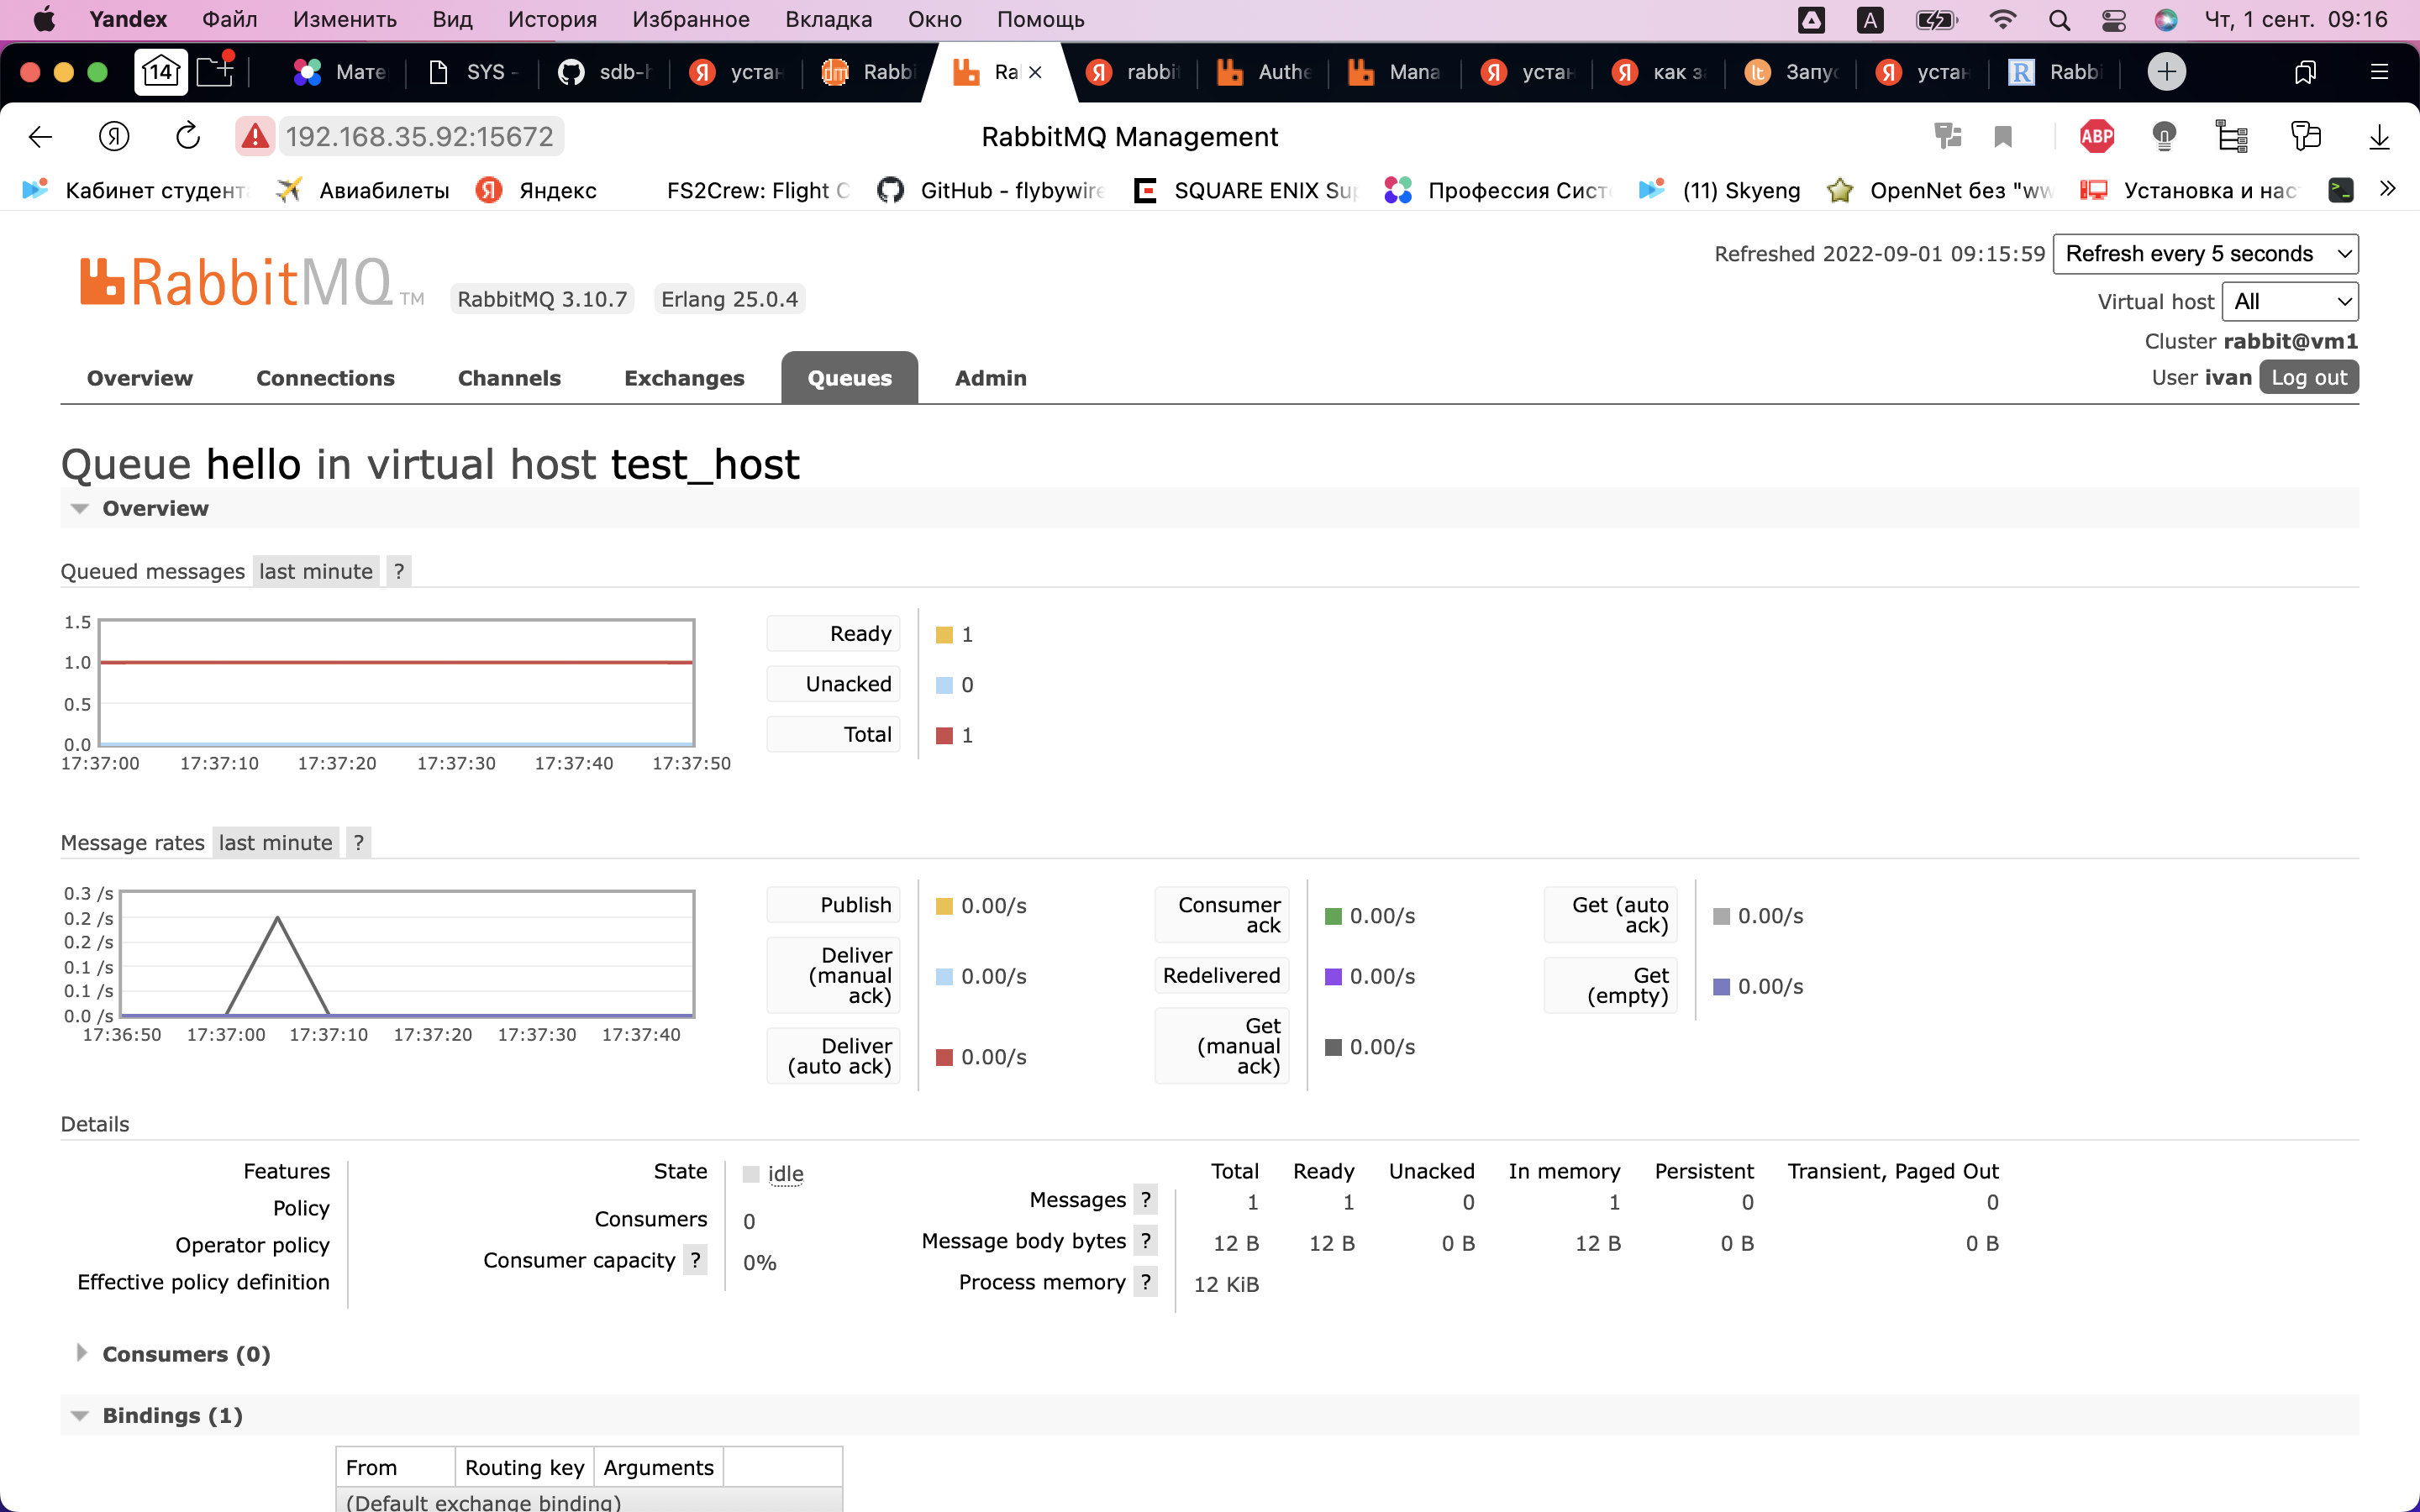 Yandex Файл Изменить Вид История Избранное Вкладка Окно Помощь A Чт, 1 сент. 09:16
14 Мате SYS - sdb-h устан Rabbi Ra × rabbit Authe Mana устан как за Запус устан Rabbi
192.168.35.92:15672 RabbitMQ Management ABP
Кабинет студент Авиабилеты Яндекс FS2Crew: Flight C GitHub - flybywire SQUARE ENIX Sup Профессия Сист (11) Skyeng OpenNet без "ww Установка и нас
Refreshed 2022-09-01 09:15:59 Refresh every 5 seconds
RabbitMQ TM RabbitMQ 3.10.7 Erlang 25.0.4
Virtual host All
Cluster rabbit@vm1
User ivan Log out
Overview Connections Channels Exchanges Queues Admin
Queue hello in virtual host test_host
Overview
Queued messages last minute ?
1.5
1.0
0.5
0.0
17:37:00 17:37:10 17:37:20 17:37:30 17:37:40 17:37:50
Ready 1
Unacked 0
Total 1
Message rates last minute ?
0.3 /s
0.2 /s
0.2 /s
0.1 /s
0.1 /s
0.0 /s
17:36:50 17:37:00 17:37:10 17:37:20 17:37:30 17:37:40
Publish 0.00/s
Deliver (manual ack) 0.00/s
Deliver (auto ack) 0.00/s
Consumer ack 0.00/s
Redelivered 0.00/s
Get (manual ack) 0.00/s
Get (auto ack) 0.00/s
Get (empty) 0.00/s
Details
Features
Policy
Operator policy
Effective policy definition
State idle
Consumers 0
Consumer capacity ? 0%
Total Ready Unacked In memory Persistent Transient, Paged Out
Messages ? 1 1 0 1 0 0
Message body bytes ? 12 B 12 B 0 B 12 B 0 B 0 B
Process memory ? 12 KiB
Consumers (0)
Bindings (1)
From Routing key Arguments
(Default exchange binding)